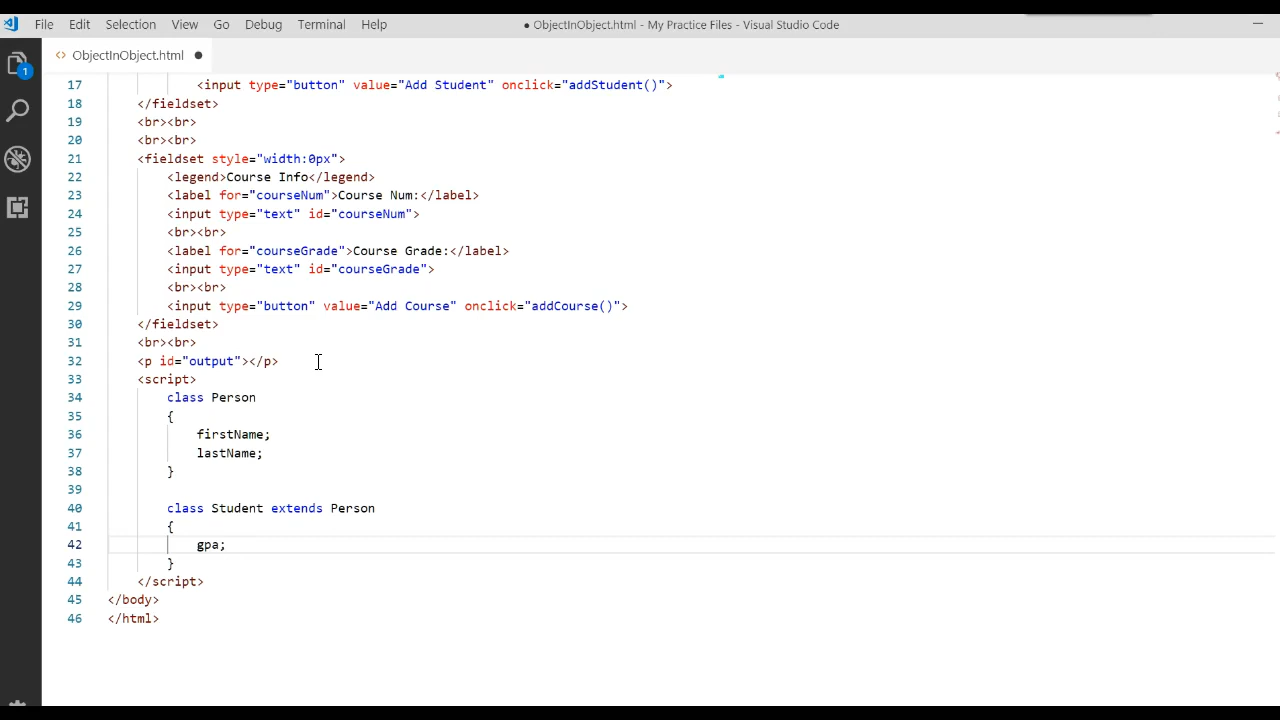 File Edit Selection View Go Debug Terminal Help ● ObjectInObject.html - My Practice Files - Visual Studio Code
1
<> ObjectInObject.html ●
17 <input type="button" value="Add Student" onclick="addStudent()">
18 </fieldset>
19 <br><br>
20 <br><br>
21 <fieldset style="width:0px">
22 <legend>Course Info</legend>
23 <label for="courseNum">Course Num:</label>
24 <input type="text" id="courseNum">
25 <br><br>
26 <label for="courseGrade">Course Grade:</label>
27 <input type="text" id="courseGrade">
28 <br><br>
29 <input type="button" value="Add Course" onclick="addCourse()">
30 </fieldset>
31 <br><br>
32 <p id="output"></p>
33 <script>
34 class Person
35 {
36 firstName;
37 lastName;
38 }
39
40 class Student extends Person
41 {
42 gpa;
43 }
44 </script>
45 </body>
46 </html>